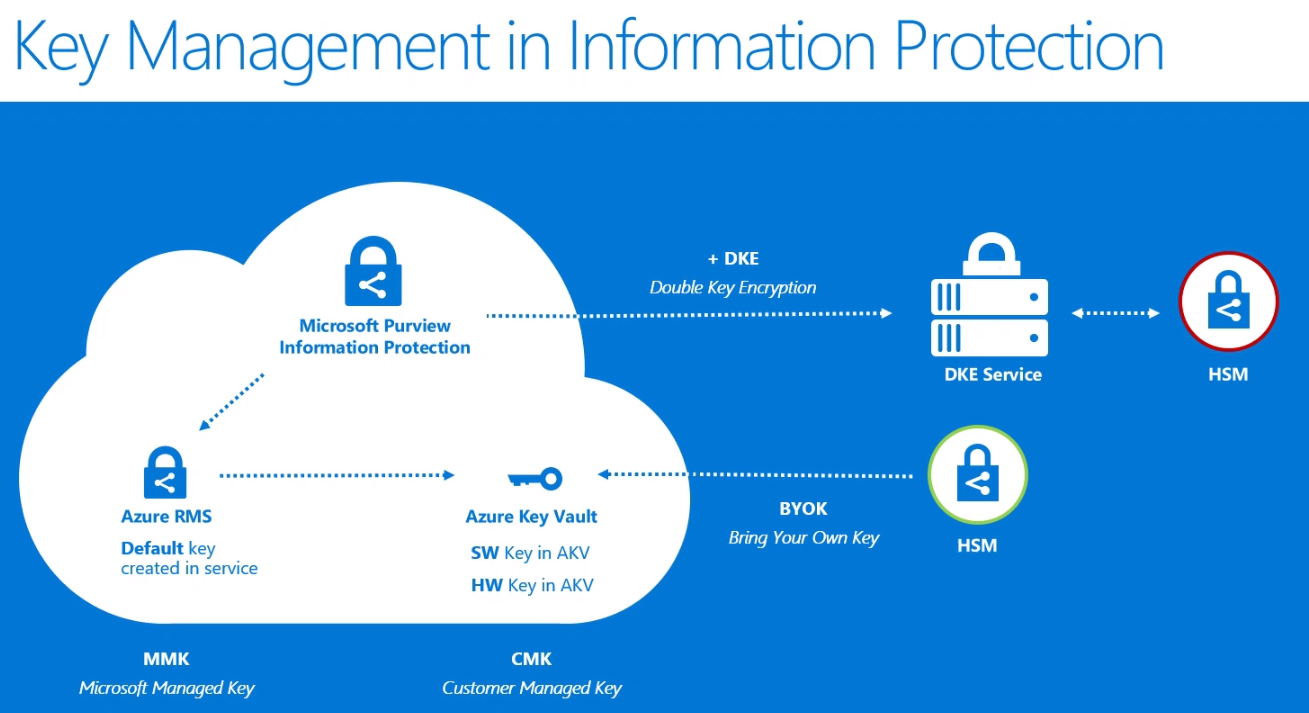 Key Management in Information Protection
+ DKE
Double Key Encryption
Microsoft Purview
Information Protection
DKE Service
HSM
Azure RMS
Default key
created in service
Azure Key Vault
SW Key in AKV
HW Key in AKV
BYOK
Bring Your Own Key
HSM
MMK
Microsoft Managed Key
CMK
Customer Managed Key